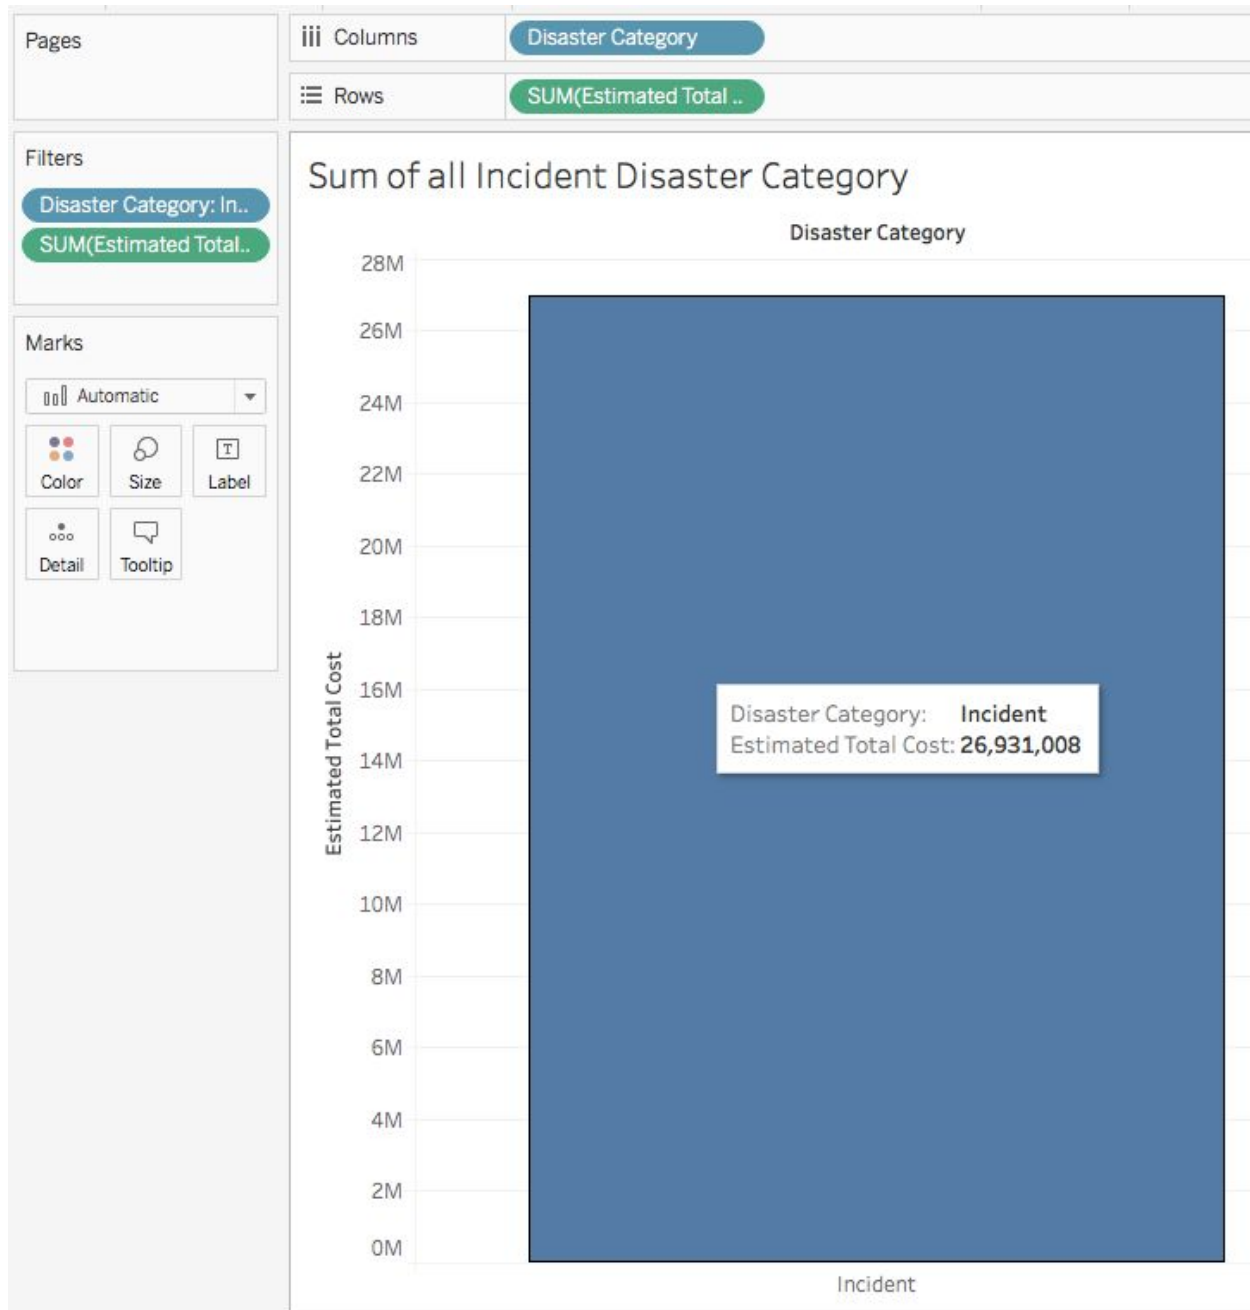 Pages
Columns
Disaster Category
Rows
SUM(Estimated Total ..
Filters
Disaster Category: In..
SUM(Estimated Total..
Marks
Automatic
Color
Size
T
Label
Detail
Tooltip
Sum of all Incident Disaster Category
Disaster Category
28M
26M
24M
22M
20M
18M
16M
14M
12M
10M
8M
6M
4M
2M
0M
Estimated Total Cost
Disaster Category: Incident
Estimated Total Cost: 26,931,008
Incident